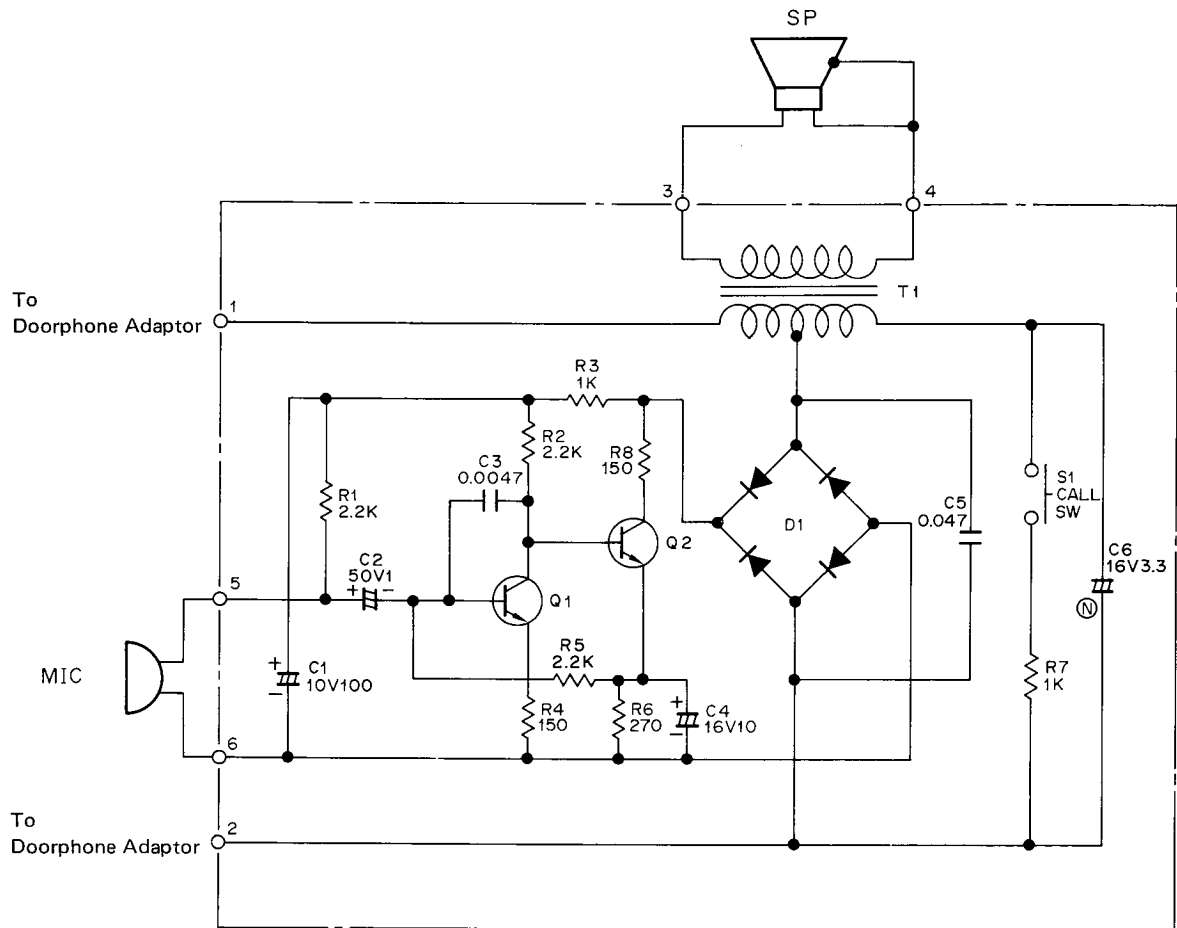 SP
3
4
T1
To
Doorphone Adaptor
1
R3
1K
R2
2.2K
R8
150
C3
0.0047
R1
2.2K
S1
CALL
SW
C5
0.047
D1
Q2
C2
50V1
+
-
C6
16V3.3
N
5
Q1
MIC
R5
2.2K
+
-
C1
10V100
R4
150
R6
270
+
-
C4
16V10
R7
1K
6
To
Doorphone Adaptor
2